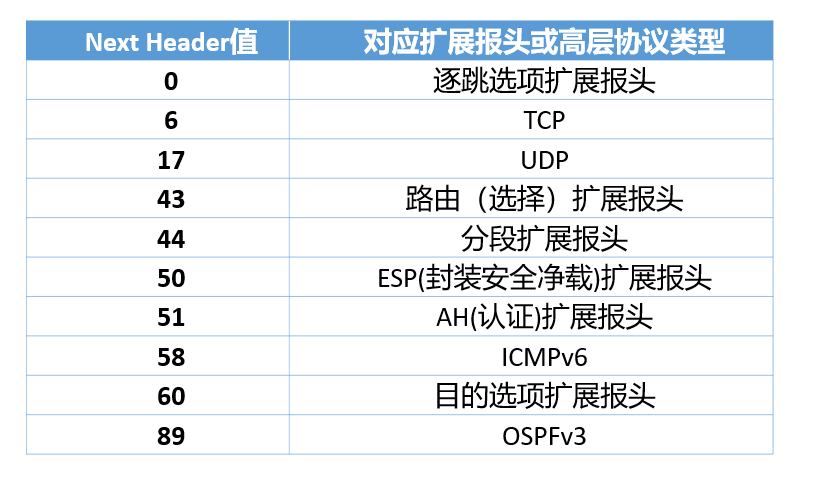 Next Header值 对应扩展报头或高层协议类型
0 逐跳选项扩展报头
6 TCP
17 UDP
43 路由（选择）扩展报头
44 分段扩展报头
50 ESP(封装安全净载)扩展报头
51 AH(认证)扩展报头
58 ICMPv6
60 目的选项扩展报头
89 OSPFv3